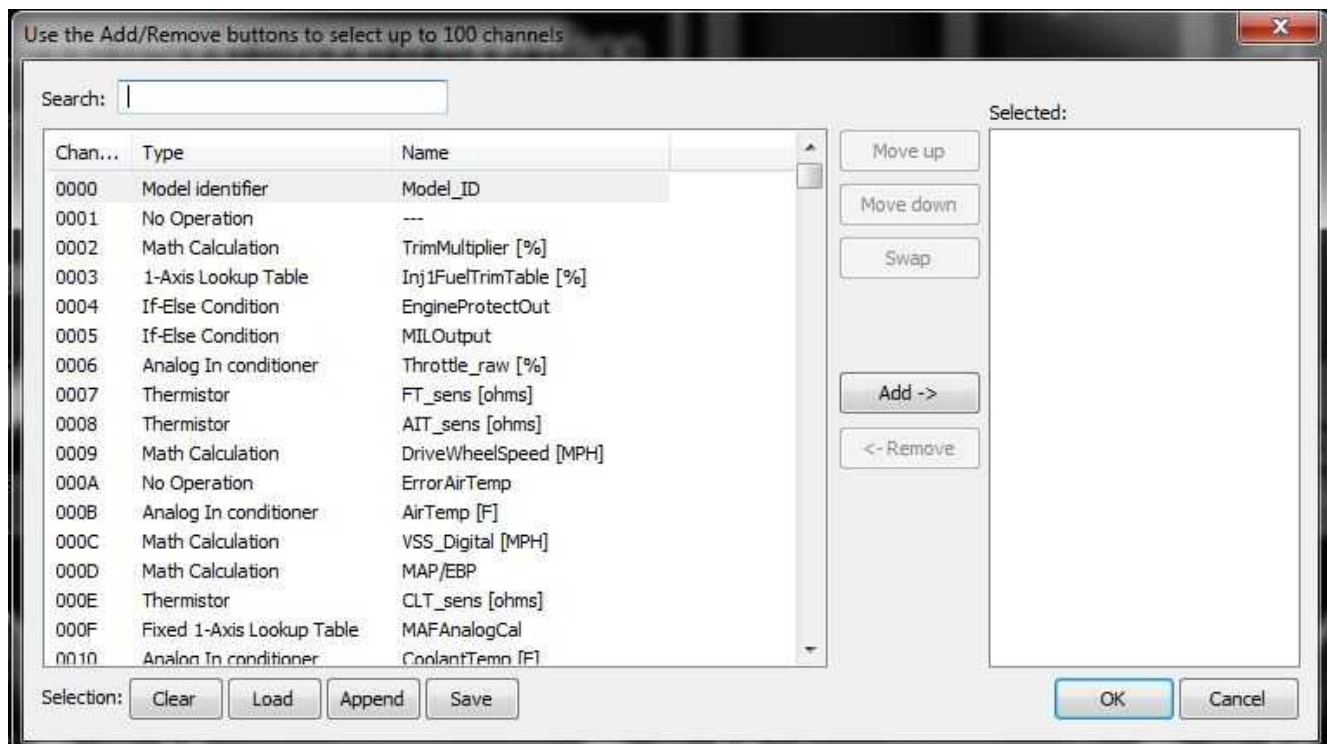 Use the Add/Remove buttons to select up to 100 channels
Search:
Selected:
Chan... Type Name
0000 Model identifier Model_ID
0001 No Operation ---
0002 Math Calculation TrimMultiplier [%]
0003 1-Axis Lookup Table Inj1FuelTrimTable [%]
0004 If-Else Condition EngineProtectOut
0005 If-Else Condition MILOutput
0006 Analog In conditioner Throttle_raw [%]
0007 Thermistor FT_sens [ohms]
0008 Thermistor AIT_sens [ohms]
0009 Math Calculation DriveWheelSpeed [MPH]
000A No Operation ErrorAirTemp
000B Analog In conditioner AirTemp [F]
000C Math Calculation VSS_Digital [MPH]
000D Math Calculation MAP/EBP
000E Thermistor CLT_sens [ohms]
000F Fixed 1-Axis Lookup Table MAFAnalogCal
0010 Analog In conditioner CoolantTemp [F]
Move up
Move down
Swap
Add ->
<- Remove
Selection: Clear Load Append Save
OK Cancel